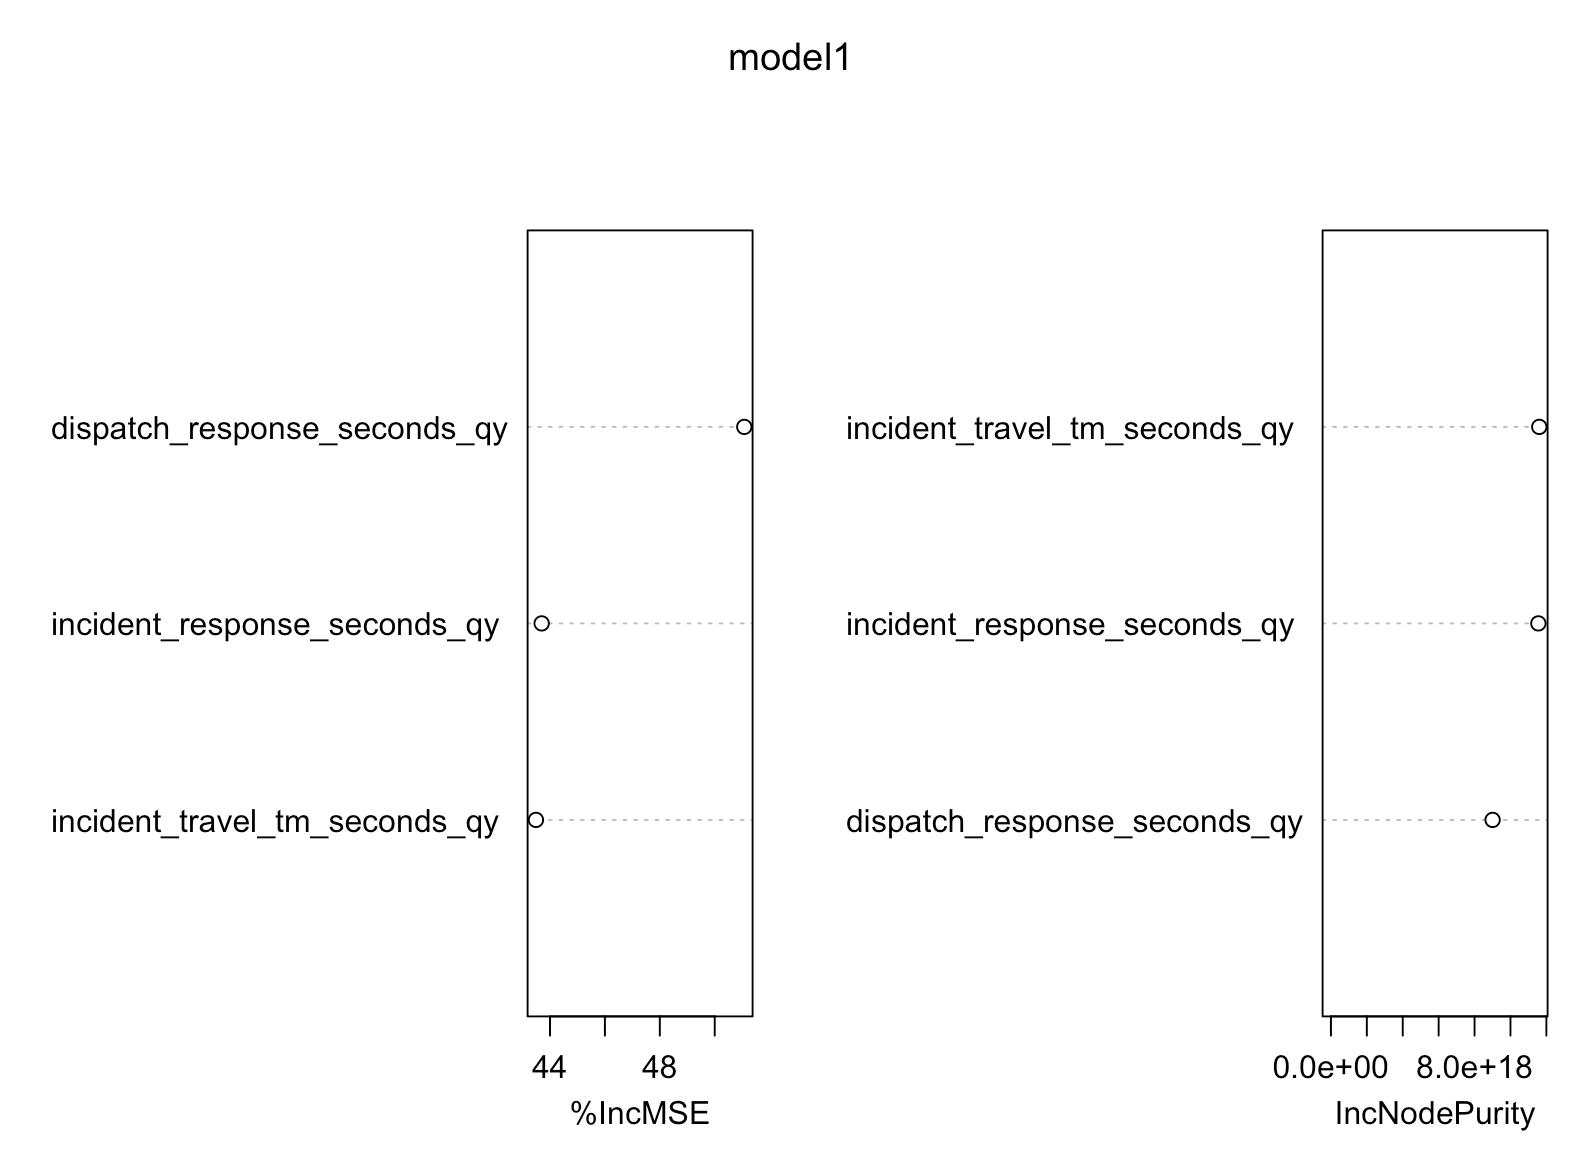 model1
dispatch_response_seconds_qy
incident_response_seconds_qy
incident_travel_tm_seconds_qy
44 48
%IncMSE
incident_travel_tm_seconds_qy
incident_response_seconds_qy
dispatch_response_seconds_qy
0.0e+00 8.0e+18
IncNodePurity